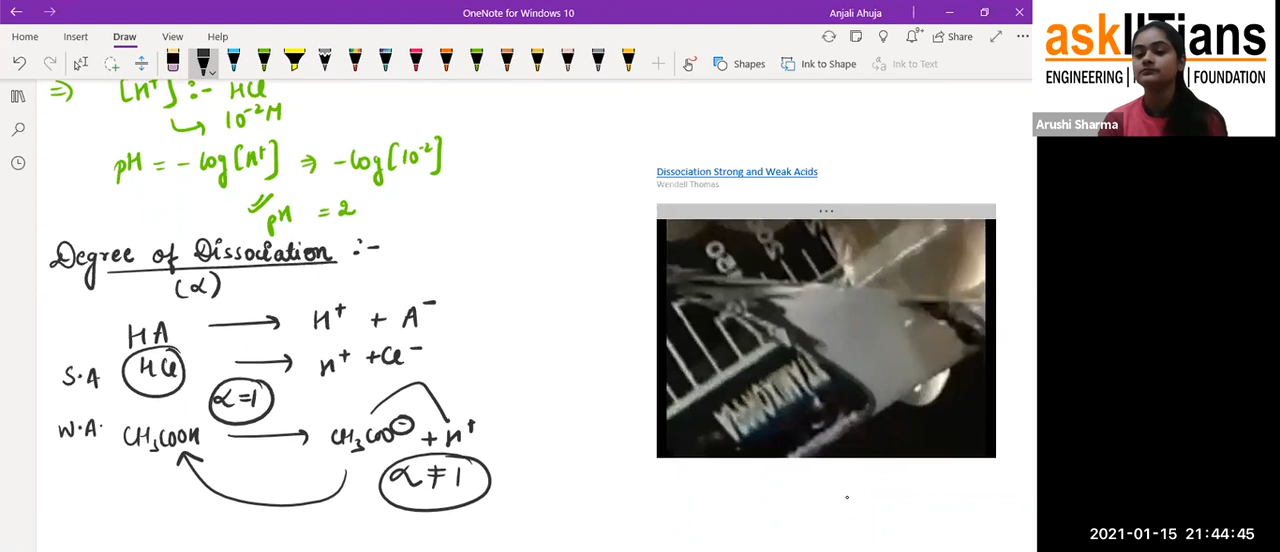 OneNote for Windows 10
Anjali Ahuja
Home Insert Draw View Help
Share
Shapes Ink to Shape Ink to Text
askIITians
ENGINEERING | | FOUNDATION
Arushi Sharma
⇒ [H+] :- HCl
↳ 10⁻² M
pH = - log [H+] ⇒ - log [10⁻²]
pH = 2
Degree of Dissociation :-
(α)
HA → H+ + A⁻
S.A HCl → H+ + Cl⁻
α = 1
W.A. CH₃COOH → CH₃COO⊖ + H+
α ≠ 1
Dissociation Strong and Weak Acids
Wendell Thomas
2021-01-15 21:44:45